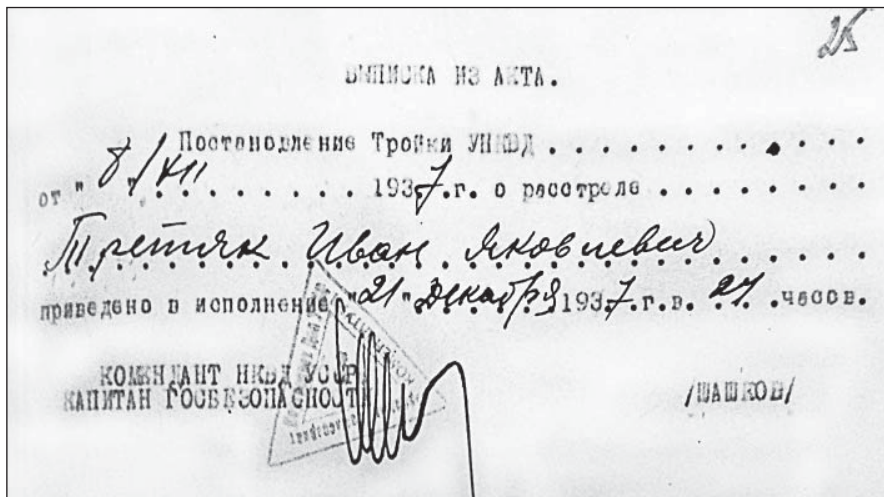 25
ВЫПИСКА ИЗ АКТА.
Постановление Тройки УНКВД . . . . . . . . . . . .
от "8"/XII . . . . . . . 1937.г. о расстреле . . . . . . . .
Третяк Иван Яковлевич
приведено в исполнение "21" Декабря 1937.г.в. 24 .часов.
КОМЕНДАНТ НКВД УССР
КАПИТАН ГОСБЕЗОПАСНОСТИ
/ШАШКОВ/